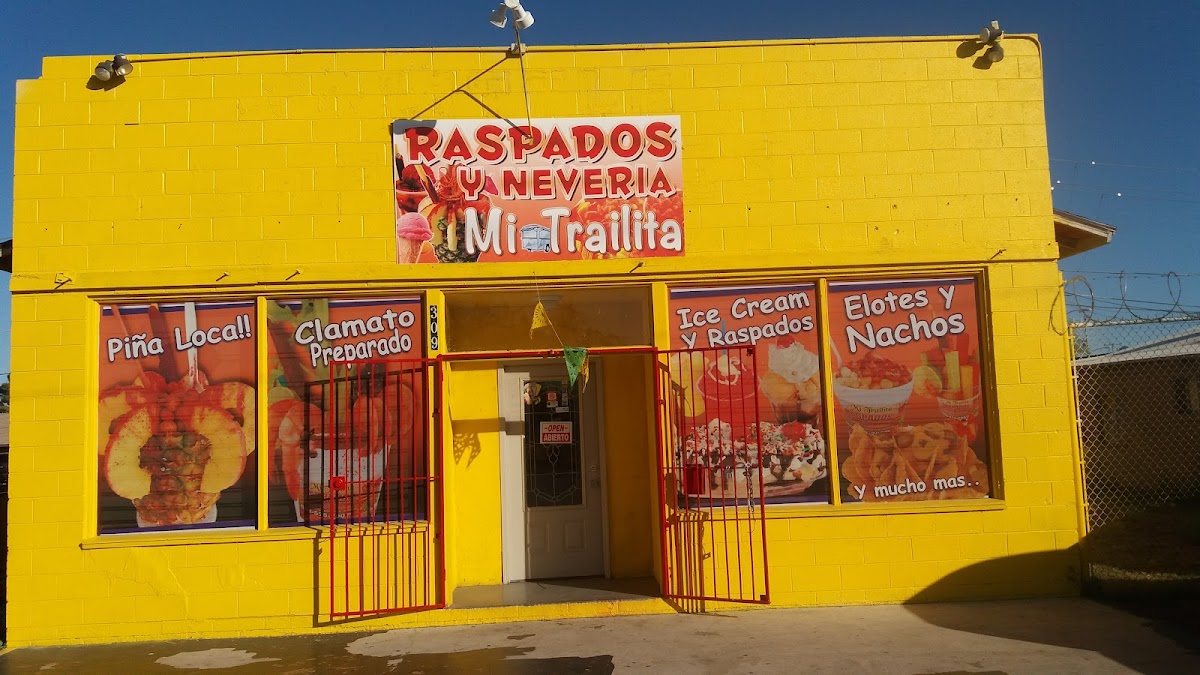 RASPADOS
Y NEVERIA
Mi Trailita
Piña Loca!!
Clamato
Preparado
309
Ice Cream
Y Raspados
Elotes y
Nachos
Y mucho mas..
-OPEN-
ABIERTO